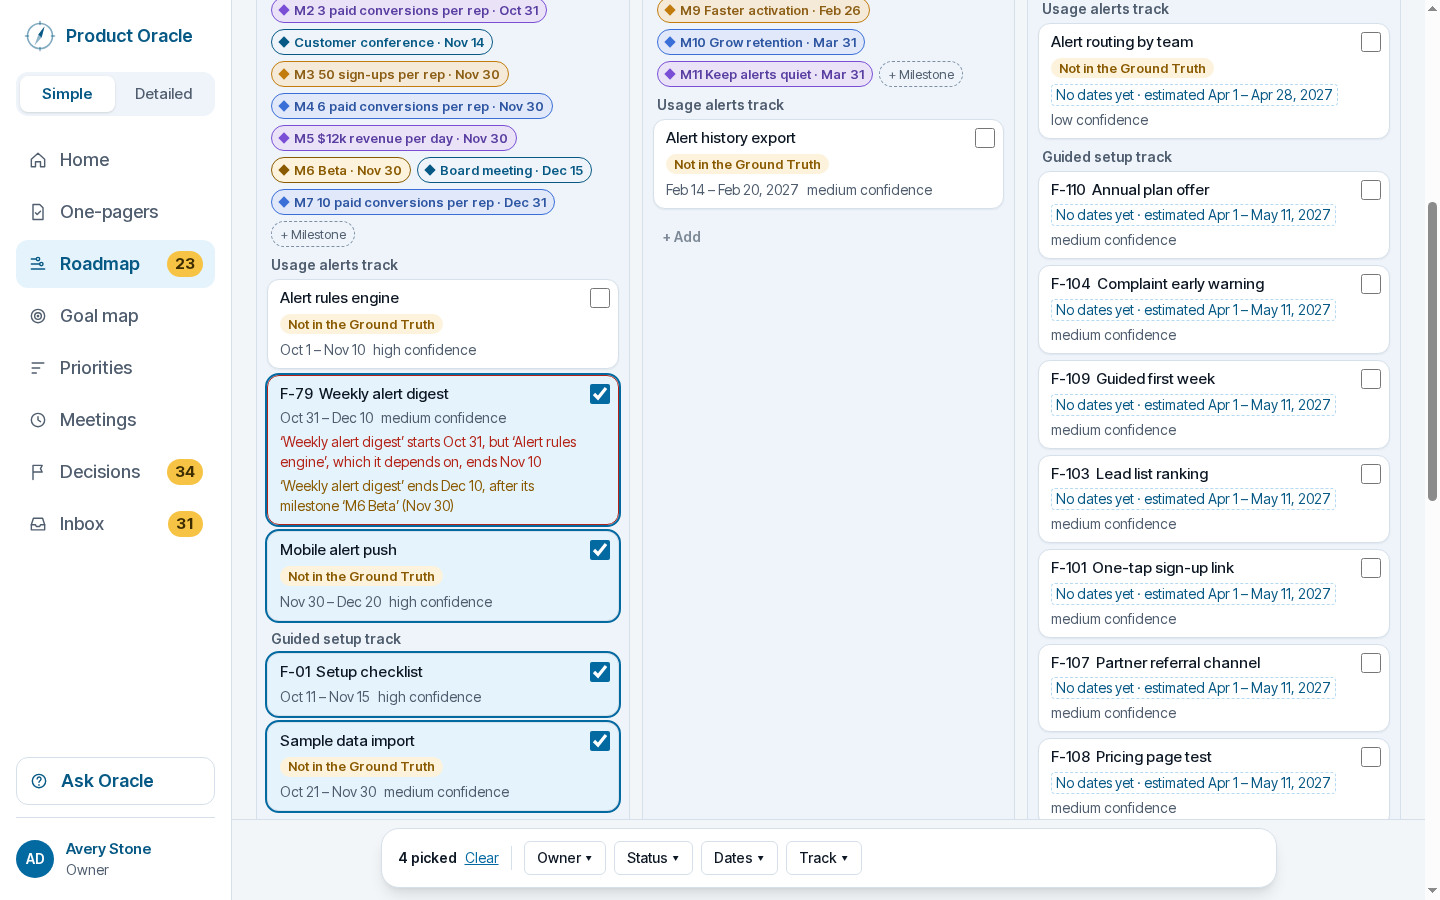 Product Oracle
Simple
Detailed
Home
One-pagers
Roadmap
23
Goal map
Priorities
Meetings
Decisions
34
Inbox
31
Ask Oracle
AD
Avery Stone
Owner
M2 3 paid conversions per rep · Oct 31
Customer conference · Nov 14
M3 50 sign-ups per rep · Nov 30
M4 6 paid conversions per rep · Nov 30
M5 $12k revenue per day · Nov 30
M6 Beta · Nov 30
Board meeting · Dec 15
M7 10 paid conversions per rep · Dec 31
+ Milestone
Usage alerts track
Alert rules engine
Not in the Ground Truth
Oct 1 – Nov 10 high confidence
F-79 Weekly alert digest
Oct 31 – Dec 10 medium confidence
‘Weekly alert digest’ starts Oct 31, but ‘Alert rules
engine’, which it depends on, ends Nov 10
‘Weekly alert digest’ ends Dec 10, after its
milestone ‘M6 Beta’ (Nov 30)
Mobile alert push
Not in the Ground Truth
Nov 30 – Dec 20 high confidence
Guided setup track
F-01 Setup checklist
Oct 11 – Nov 15 high confidence
Sample data import
Not in the Ground Truth
Oct 21 – Nov 30 medium confidence
M9 Faster activation · Feb 26
M10 Grow retention · Mar 31
M11 Keep alerts quiet · Mar 31
+ Milestone
Usage alerts track
Alert history export
Not in the Ground Truth
Feb 14 – Feb 20, 2027 medium confidence
+ Add
Usage alerts track
Alert routing by team
Not in the Ground Truth
No dates yet · estimated Apr 1 – Apr 28, 2027
low confidence
Guided setup track
F-110 Annual plan offer
No dates yet · estimated Apr 1 – May 11, 2027
medium confidence
F-104 Complaint early warning
No dates yet · estimated Apr 1 – May 11, 2027
medium confidence
F-109 Guided first week
No dates yet · estimated Apr 1 – May 11, 2027
medium confidence
F-103 Lead list ranking
No dates yet · estimated Apr 1 – May 11, 2027
medium confidence
F-101 One-tap sign-up link
No dates yet · estimated Apr 1 – May 11, 2027
medium confidence
F-107 Partner referral channel
No dates yet · estimated Apr 1 – May 11, 2027
medium confidence
F-108 Pricing page test
No dates yet · estimated Apr 1 – May 11, 2027
medium confidence
4 picked
Clear
Owner ▾
Status ▾
Dates ▾
Track ▾